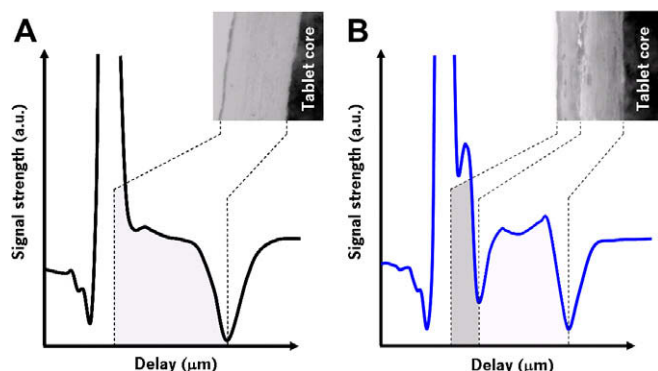 A
Signal strength (a.u.)
Tablet core
Delay (μm)
B
Signal strength (a.u.)
Tablet core
Delay (μm)